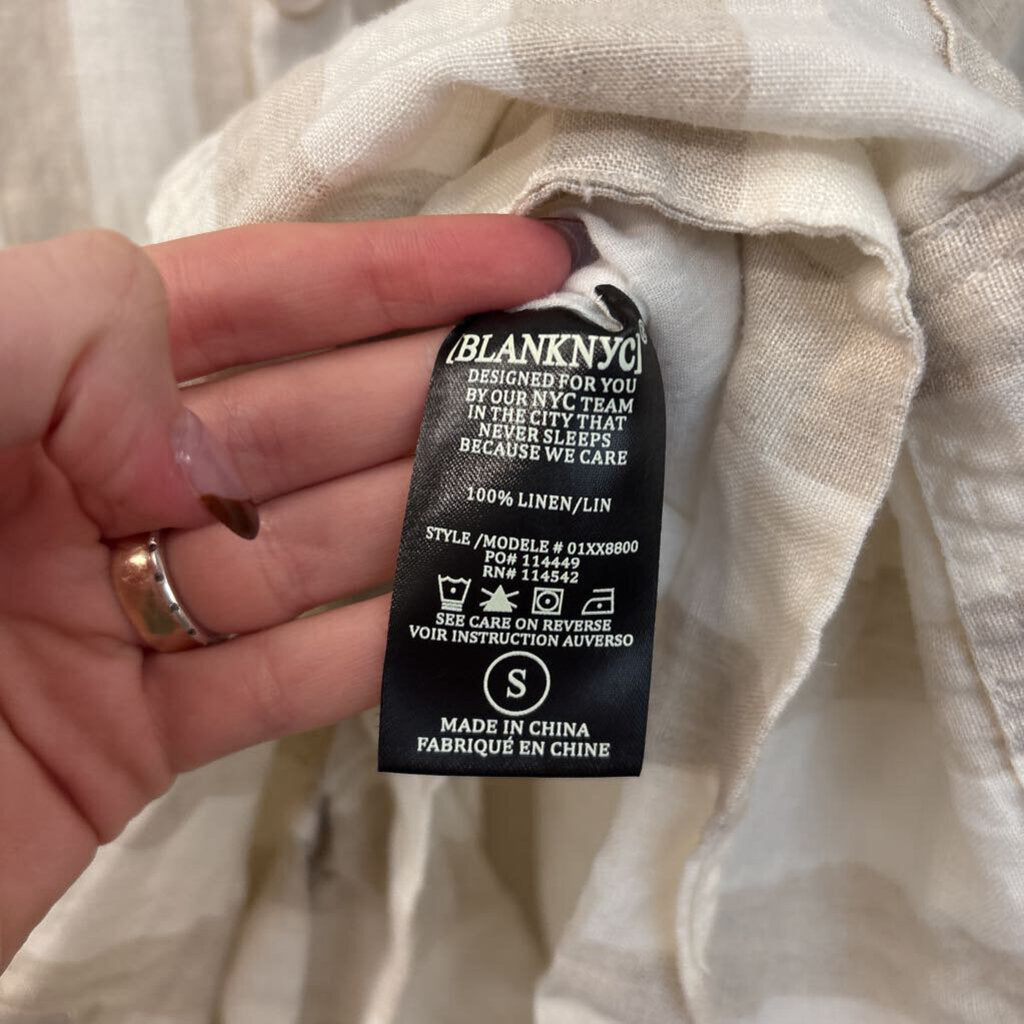 [BLANKNYC]®
DESIGNED FOR YOU
BY OUR NYC TEAM
IN THE CITY THAT
NEVER SLEEPS
BECAUSE WE CARE
100% LINEN/LIN
STYLE /MODELE # 01XX8800
PO# 114449
RN# 114542
SEE CARE ON REVERSE
VOIR INSTRUCTION AUVERSO
S
MADE IN CHINA
FABRIQUÉ EN CHINE